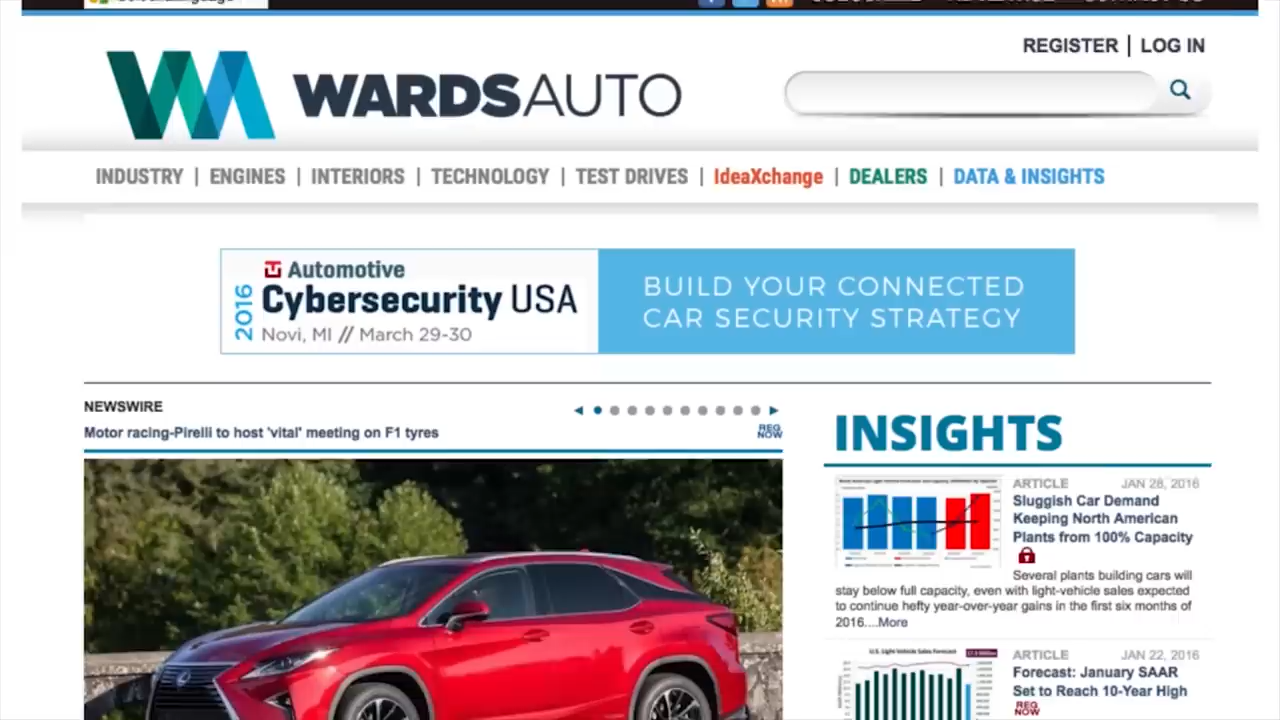 REGISTER | LOG IN
WARDSAUTO
INDUSTRY | ENGINES | INTERIORS | TECHNOLOGY | TEST DRIVES | IdeaXchange | DEALERS | DATA & INSIGHTS
2016
Automotive
Cybersecurity USA
Novi, MI // March 29-30
BUILD YOUR CONNECTED
CAR SECURITY STRATEGY
NEWSWIRE
Motor racing-Pirelli to host 'vital' meeting on F1 tyres
REG
NOW
INSIGHTS
ARTICLE JAN 28, 2016
Sluggish Car Demand
Keeping North American
Plants from 100% Capacity
Several plants building cars will
stay below full capacity, even with light-vehicle sales expected
to continue hefty year-over-year gains in the first six months of
2016....More
U.S. Light Vehicle Sales Forecast
ARTICLE JAN 22, 2016
Forecast: January SAAR
Set to Reach 10-Year High
REG
NOW